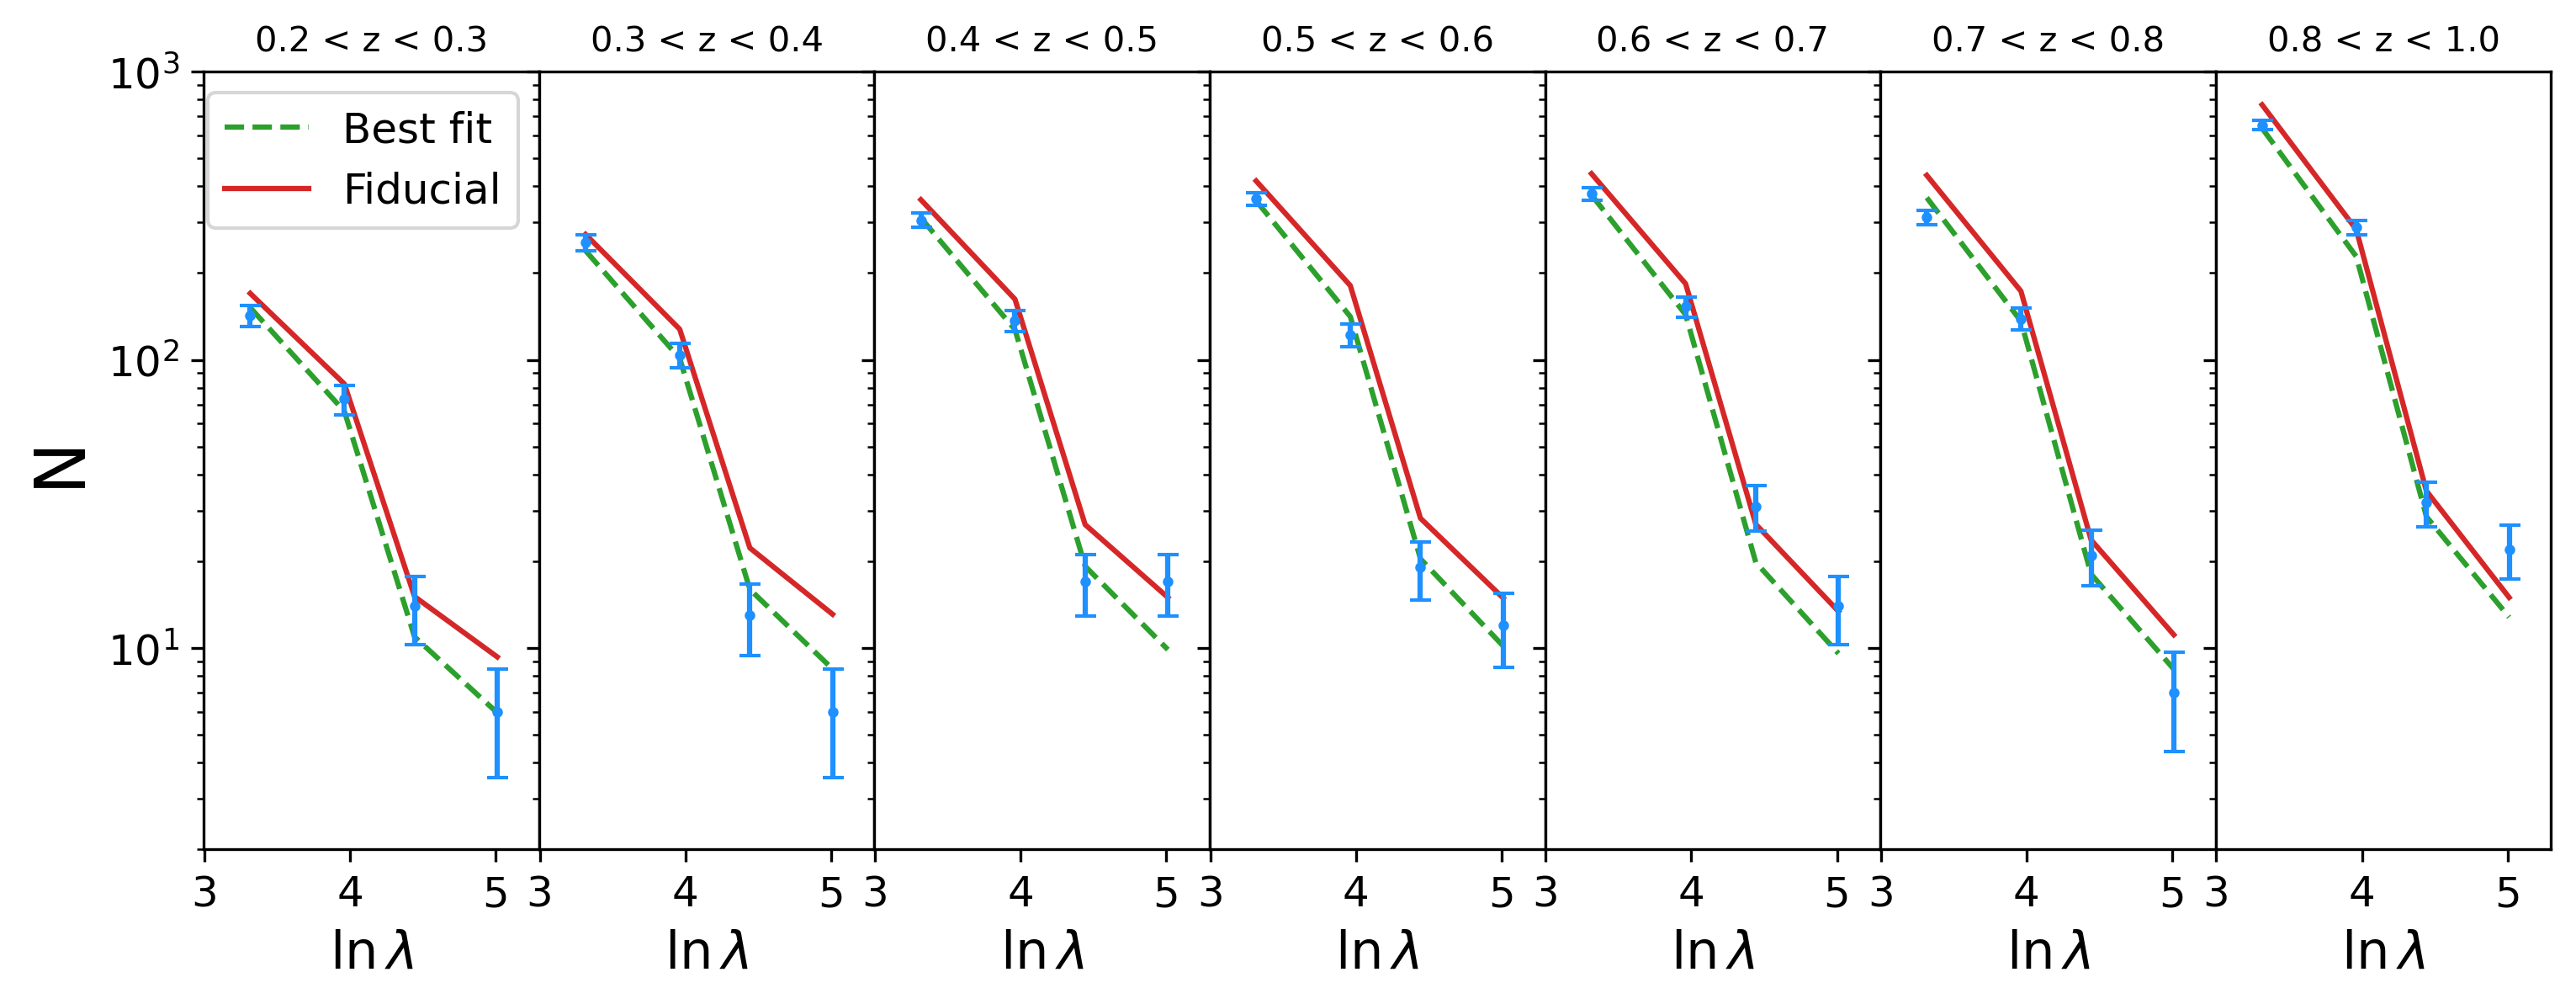 0.2 < z < 0.3 0.3 < z < 0.4 0.4 < z < 0.5 0.5 < z < 0.6 0.6 < z < 0.7 0.7 < z < 0.8 0.8 < z < 1.0
10³
Best fit
Fiducial
10²
N
10¹
3 4 5 3 4 5 3 4 5 3 4 5 3 4 5 3 4 5 3 4 5
ln λ ln λ ln λ ln λ ln λ ln λ ln λ